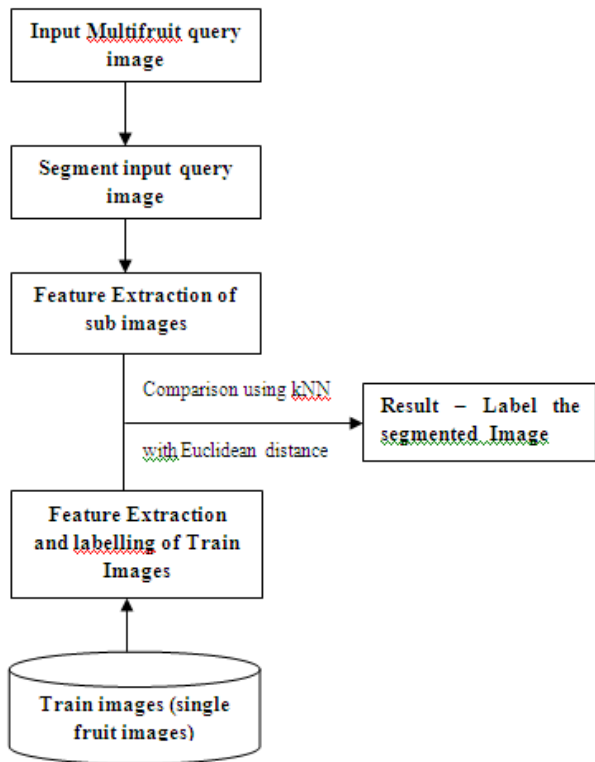 Input Multifruit query
image
Segment input query
image
Feature Extraction of
sub images
Comparison using kNN
with Euclidean distance
Result – Label the
segmented Image
Feature Extraction
and labelling of Train
Images
Train images (single
fruit images)